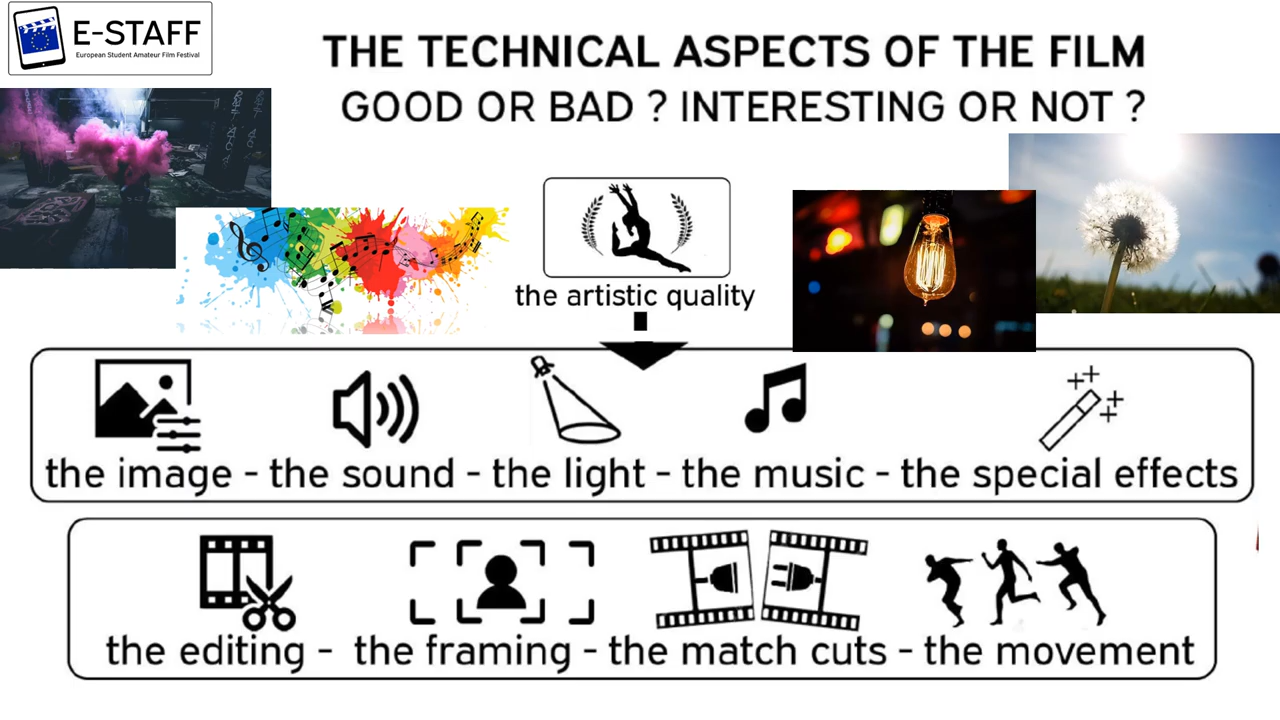 E-STAFF
European Student Amateur Film Festival
THE TECHNICAL ASPECTS OF THE FILM
GOOD OR BAD ? INTERESTING OR NOT ?
the artistic quality
the image - the sound - the light - the music - the special effects
the editing - the framing - the match cuts - the movement